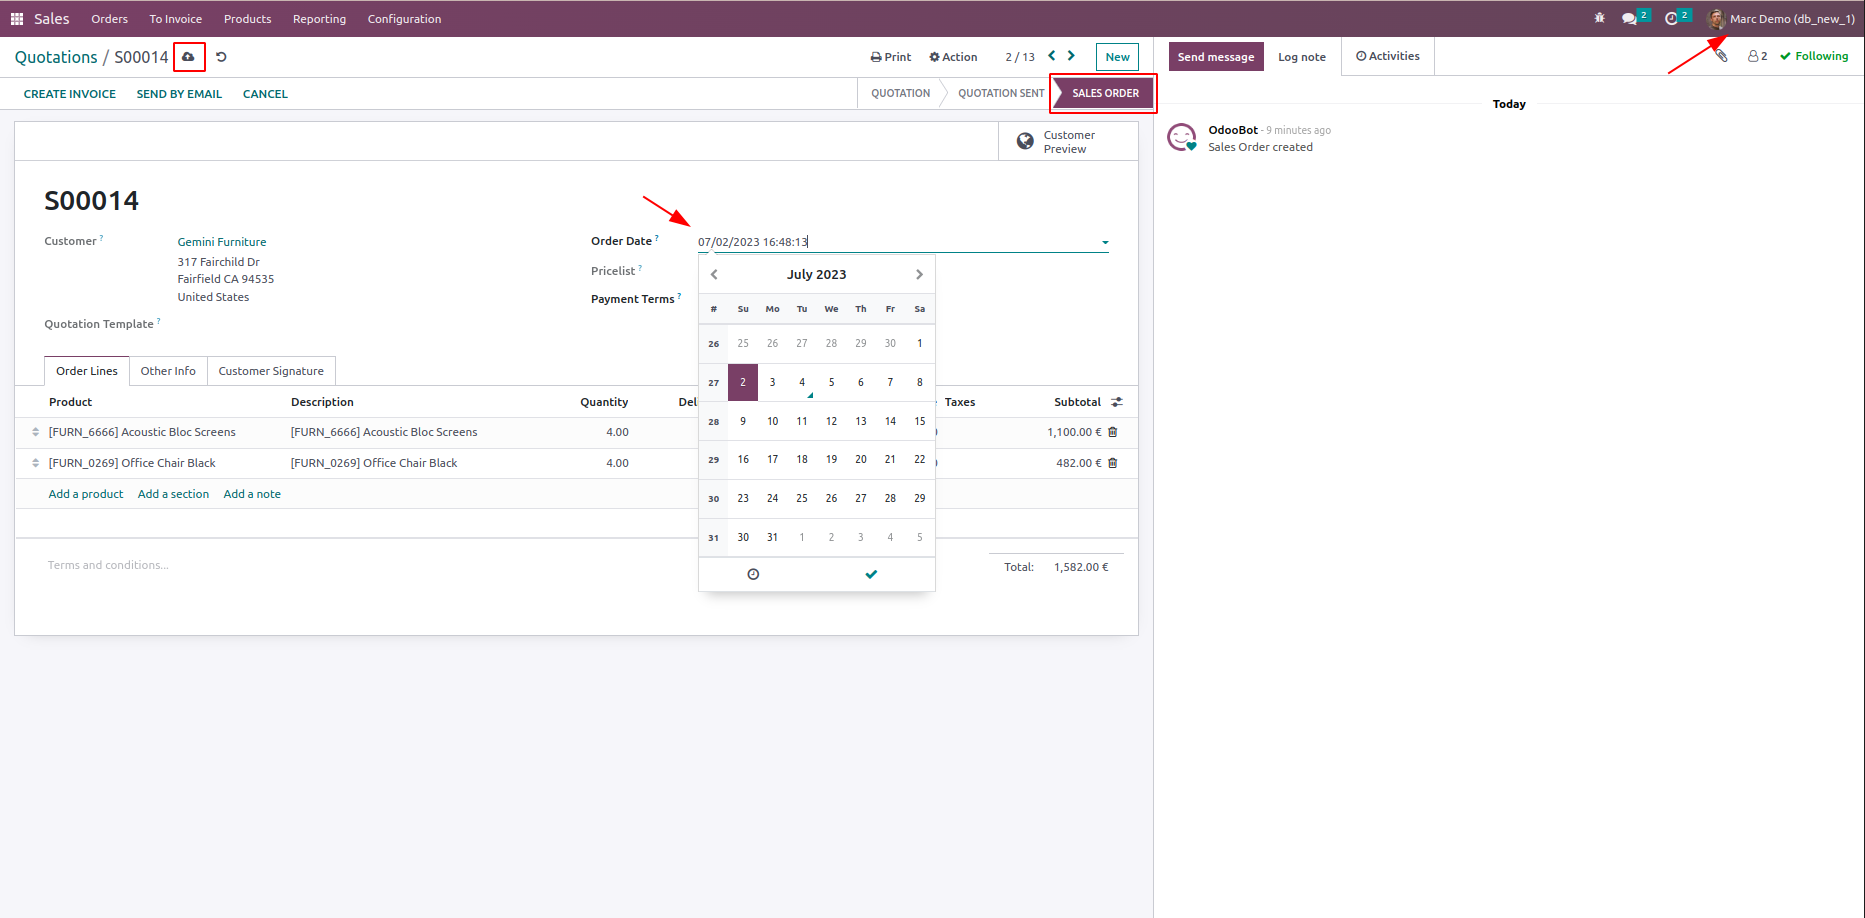 Sales Orders To Invoice Products Reporting Configuration 2 2 Marc Demo (db_new_1)
Quotations / S00014 Print Action 2 / 13 New Send message Log note Activities 2 Following
CREATE INVOICE SEND BY EMAIL CANCEL QUOTATION QUOTATION SENT SALES ORDER
Today
Customer
Preview
OdooBot - 9 minutes ago
Sales Order created
S00014
Customer ? Gemini Furniture
317 Fairchild Dr
Fairfield CA 94535
United States
Quotation Template ?
Order Date ? 07/02/2023 16:48:13
Pricelist ?
Payment Terms ?
July 2023
# Su Mo Tu We Th Fr Sa
26 25 26 27 28 29 30 1
27 2 3 4 5 6 7 8
28 9 10 11 12 13 14 15
29 16 17 18 19 20 21 22
30 23 24 25 26 27 28 29
31 30 31 1 2 3 4 5
Order Lines Other Info Customer Signature
Product Description Quantity Del Taxes Subtotal
[FURN_6666] Acoustic Bloc Screens [FURN_6666] Acoustic Bloc Screens 4.00 1,100.00 €
[FURN_0269] Office Chair Black [FURN_0269] Office Chair Black 4.00 482.00 €
Add a product Add a section Add a note
Terms and conditions...
Total: 1,582.00 €